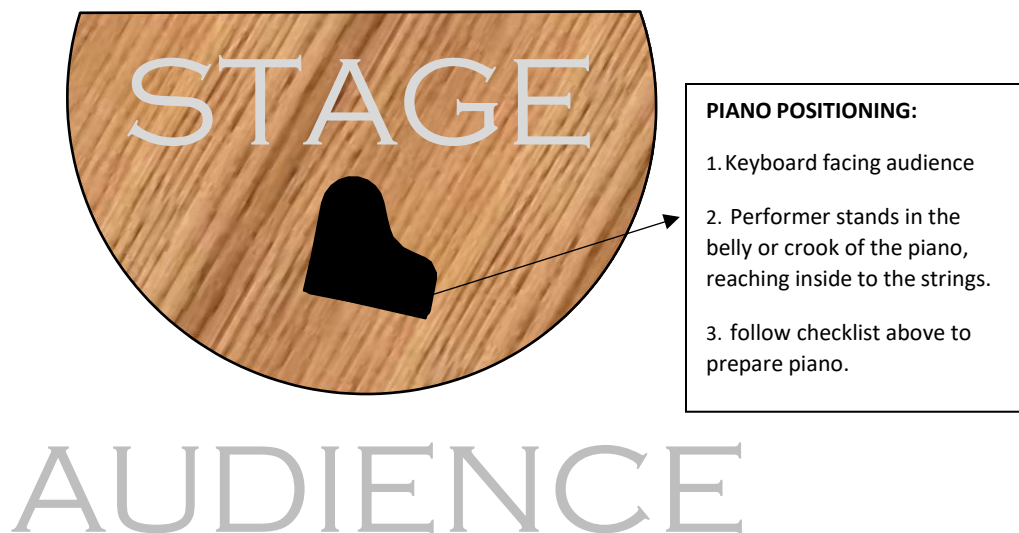 STAGE
PIANO POSITIONING:
1. Keyboard facing audience
2. Performer stands in the
belly or crook of the piano,
reaching inside to the strings.
3. follow checklist above to
prepare piano.
AUDIENCE